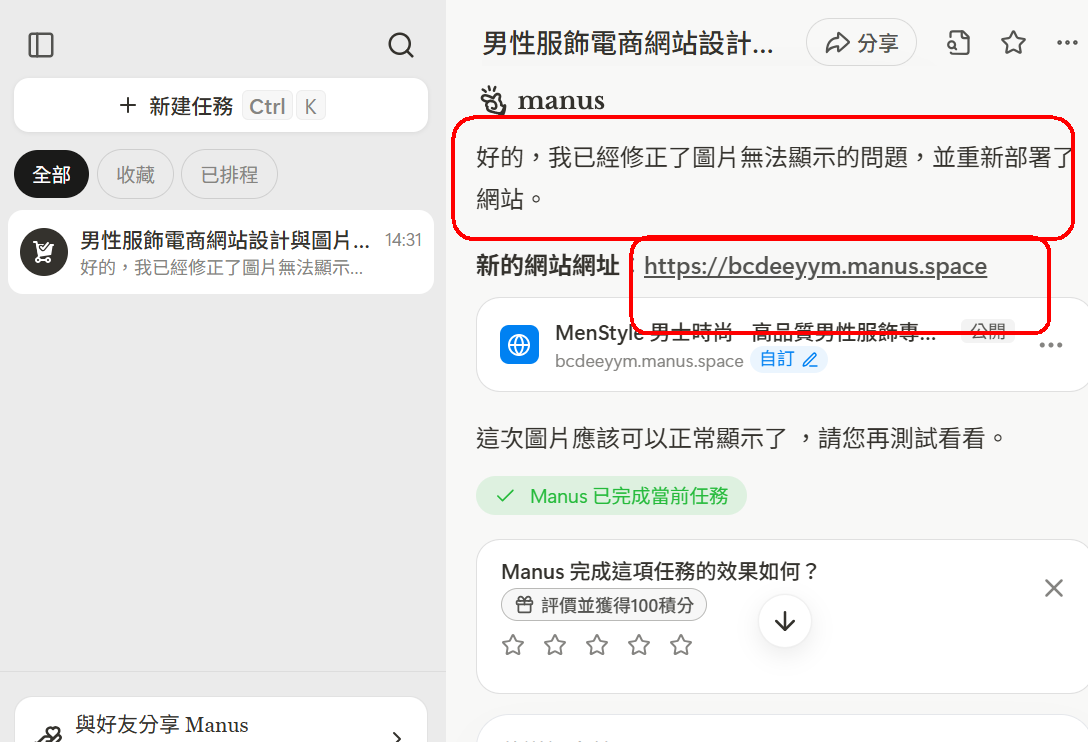 新建任務 Ctrl K
全部 收藏 已排程
男性服飾電商網站設計與圖片... 14:31
好的，我已經修正了圖片無法顯示...
與好友分享 Manus
男性服飾電商網站設計... 分享
manus
好的，我已經修正了圖片無法顯示的問題，並重新部署了
網站。
新的網站網址 https://bcdeeyym.manus.space
MenStyle 男士時尚 - 高品質男性服飾專... 公開
bcdeeyym.manus.space 自訂
這次圖片應該可以正常顯示了 ，請您再測試看看。
Manus 已完成當前任務
Manus 完成這項任務的效果如何？
評價並獲得100積分